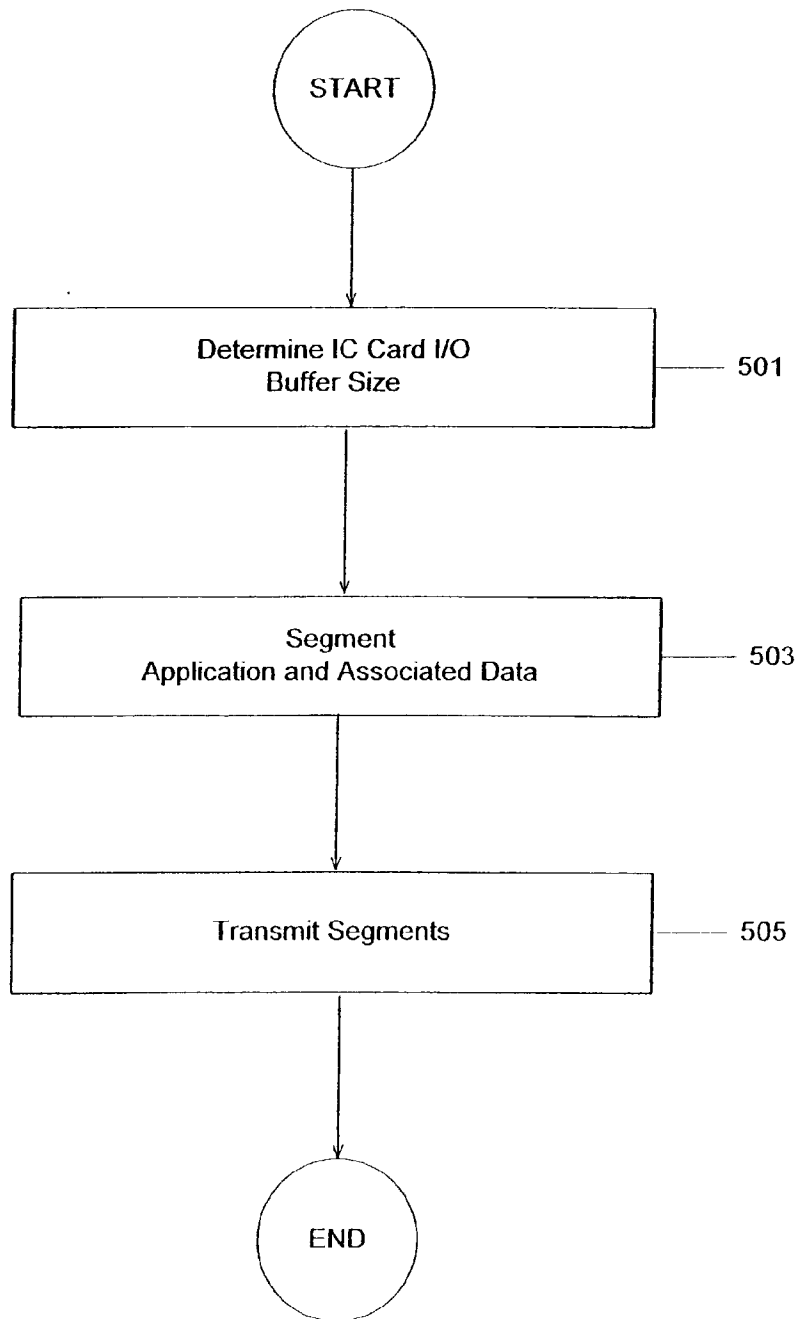 START
Determine IC Card I/O
Buffer Size
501
Segment
Application and Associated Data
503
Transmit Segments
505
END